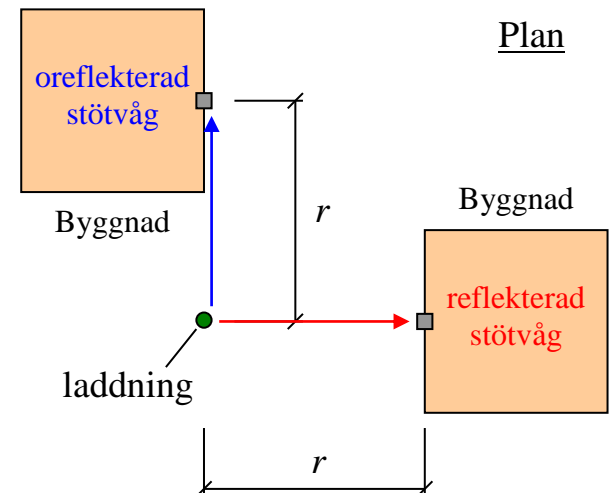 Plan
oreflekterad
stötvåg
Byggnad
r
Byggnad
reflekterad
stötvåg
laddning
r